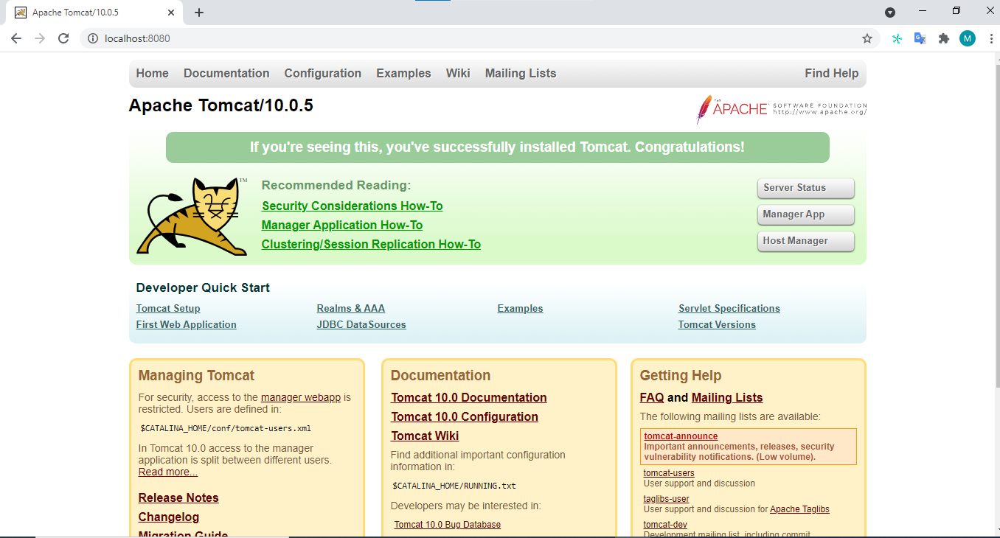 Apache Tomcat/10.0.5
localhost:8080
M
Home Documentation Configuration Examples Wiki Mailing Lists Find Help
Apache Tomcat/10.0.5
THE APACHE SOFTWARE FOUNDATION
http://www.apache.org/
If you're seeing this, you've successfully installed Tomcat. Congratulations!
TM
Recommended Reading:
Security Considerations How-To
Manager Application How-To
Clustering/Session Replication How-To
Server Status
Manager App
Host Manager
Developer Quick Start
Tomcat Setup
First Web Application
Realms & AAA
JDBC DataSources
Examples
Servlet Specifications
Tomcat Versions
Managing Tomcat
For security, access to the manager webapp is
restricted. Users are defined in:
$CATALINA_HOME/conf/tomcat-users.xml
In Tomcat 10.0 access to the manager
application is split between different users.
Read more...
Release Notes
Changelog
Migration Guide
Documentation
Tomcat 10.0 Documentation
Tomcat 10.0 Configuration
Tomcat Wiki
Find additional important configuration
information in:
$CATALINA_HOME/RUNNING.txt
Developers may be interested in:
Tomcat 10.0 Bug Database
Getting Help
FAQ and Mailing Lists
The following mailing lists are available:
tomcat-announce
Important announcements, releases, security
vulnerability notifications. (Low volume).
tomcat-users
User support and discussion
taglibs-user
User support and discussion for Apache Taglibs
tomcat-dev
Development mailing list, including commit